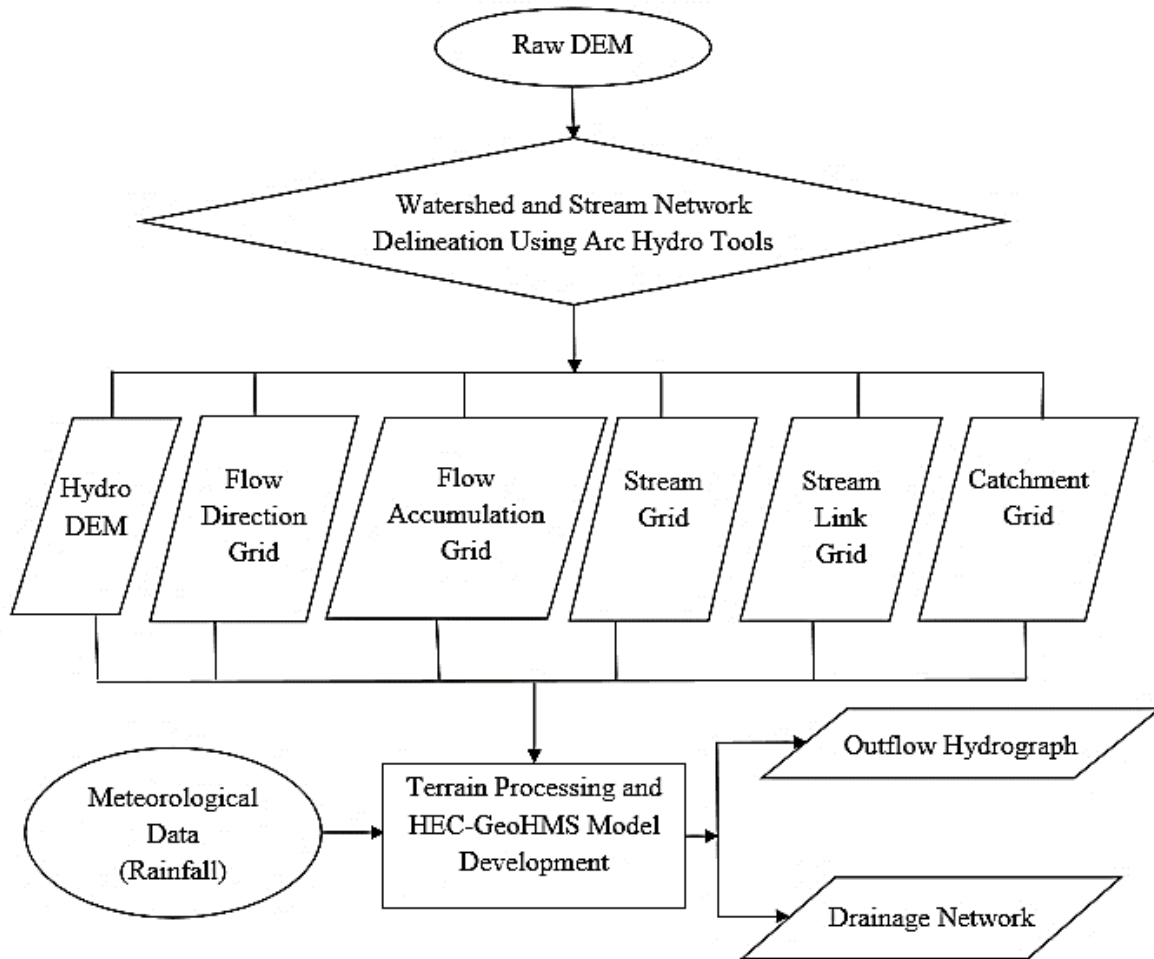 Raw DEM
Watershed and Stream Network
Delineation Using Arc Hydro Tools
Hydro
DEM
Flow
Direction
Grid
Flow
Accumulation
Grid
Stream
Grid
Stream
Link
Grid
Catchment
Grid
Meteorological
Data
(Rainfall)
Terrain Processing and
HEC-GeoHMS Model
Development
Outflow Hydrograph
Drainage Network